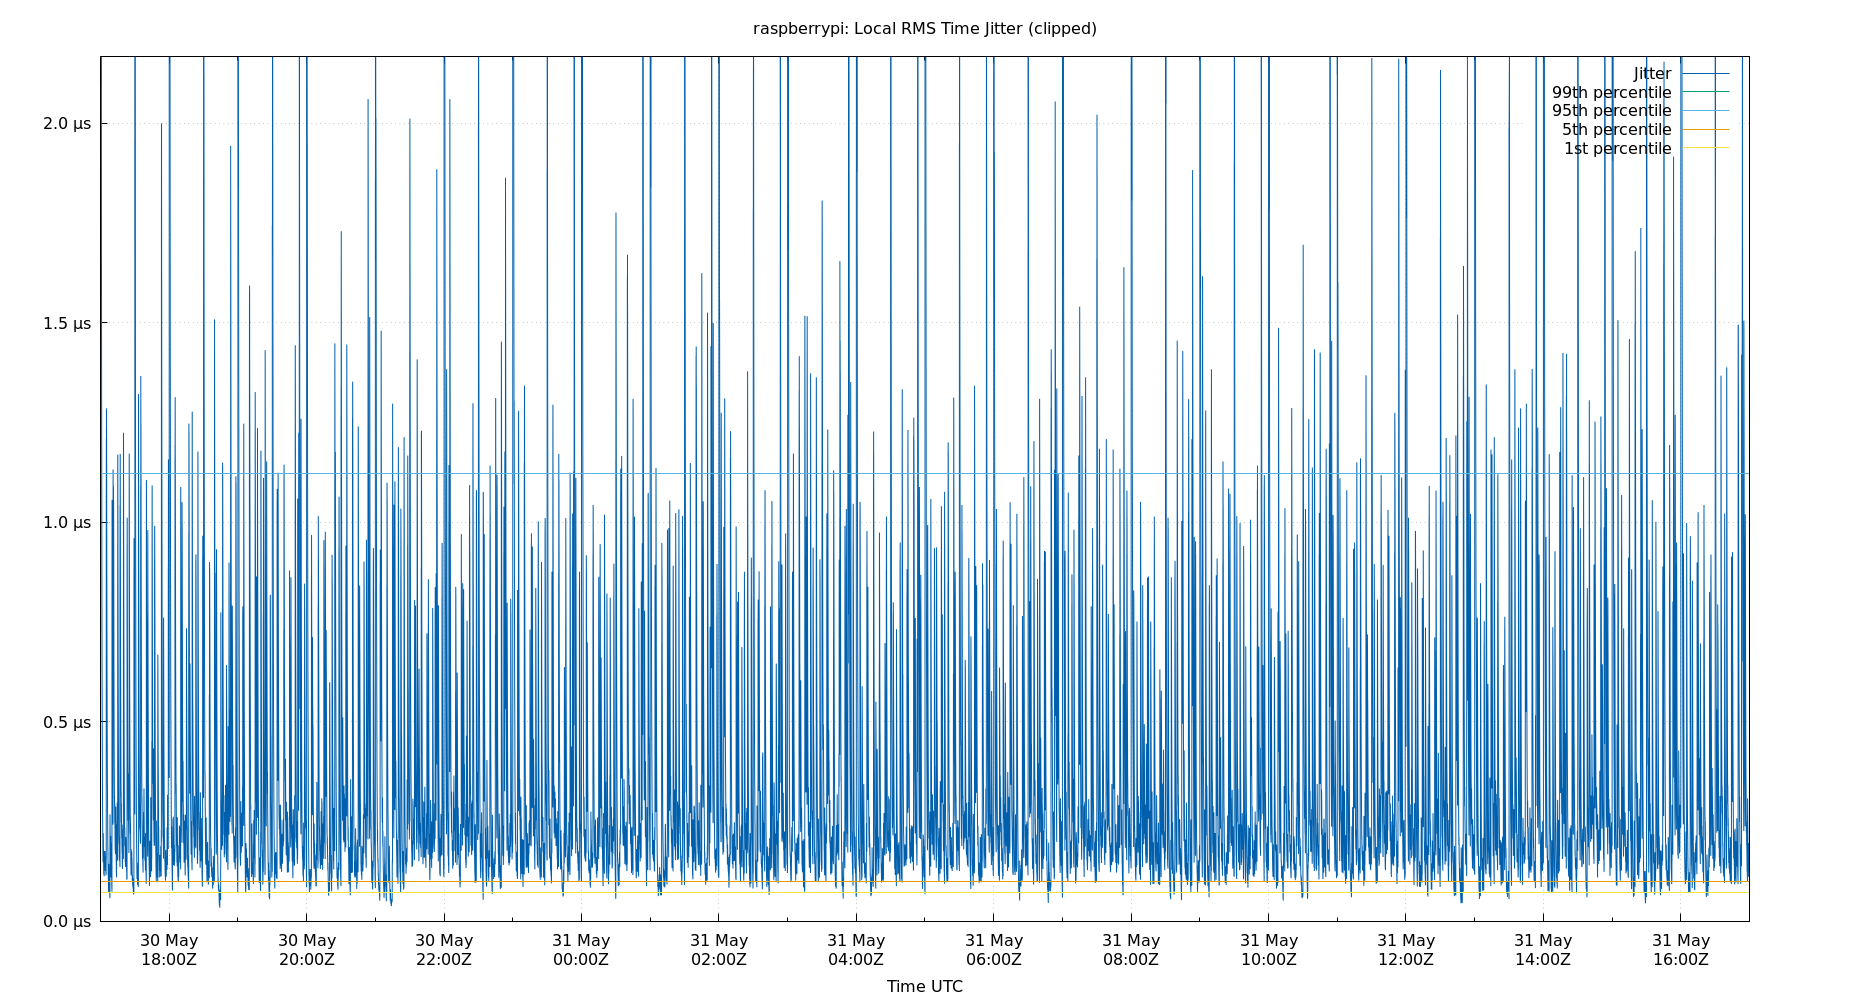 raspberrypi: Local RMS Time Jitter (clipped)
Jitter
99th percentile
95th percentile
5th percentile
1st percentile
2.0 µs
1.5 µs
1.0 µs
0.5 µs
0.0 µs
30 May 30 May 30 May 31 May 31 May 31 May 31 May 31 May 31 May 31 May 31 May 31 May
18:00Z 20:00Z 22:00Z 00:00Z 02:00Z 04:00Z 06:00Z 08:00Z 10:00Z 12:00Z 14:00Z 16:00Z
Time UTC